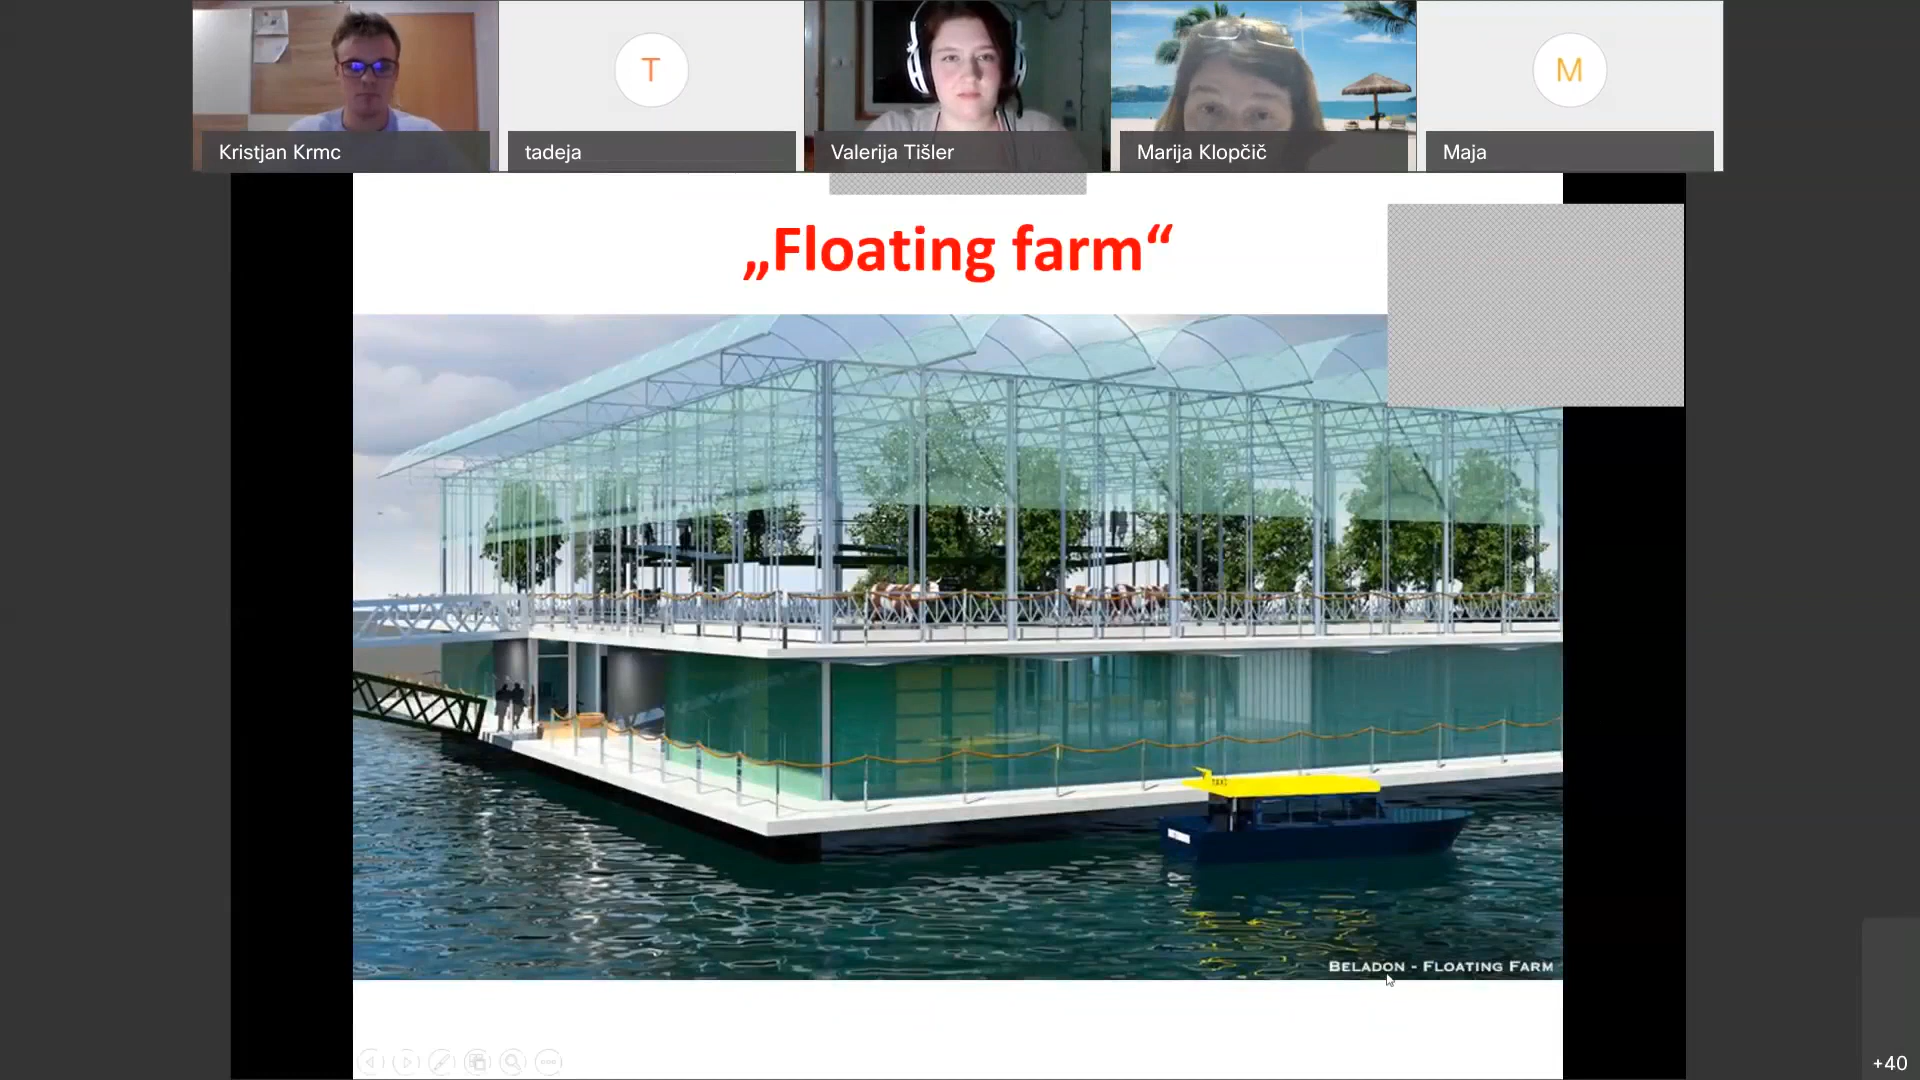 T
M
Kristjan Krmc
tadeja
Valerija Tišler
Marija Klopčič
Maja
„Floating farm“
TAXI
BELADON - FLOATING FARM
+40